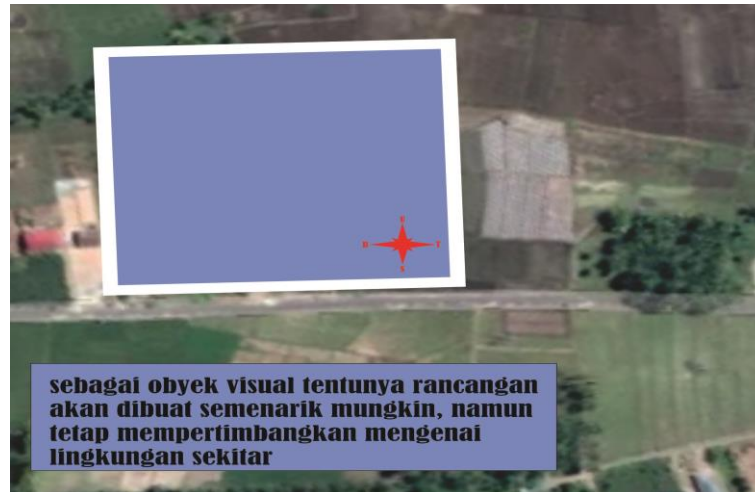 U
B T
S
sebagai obyek visual tentunya rancangan
akan dibuat semenarik mungkin, namun
tetap mempertimbangkan mengenai
lingkungan sekitar